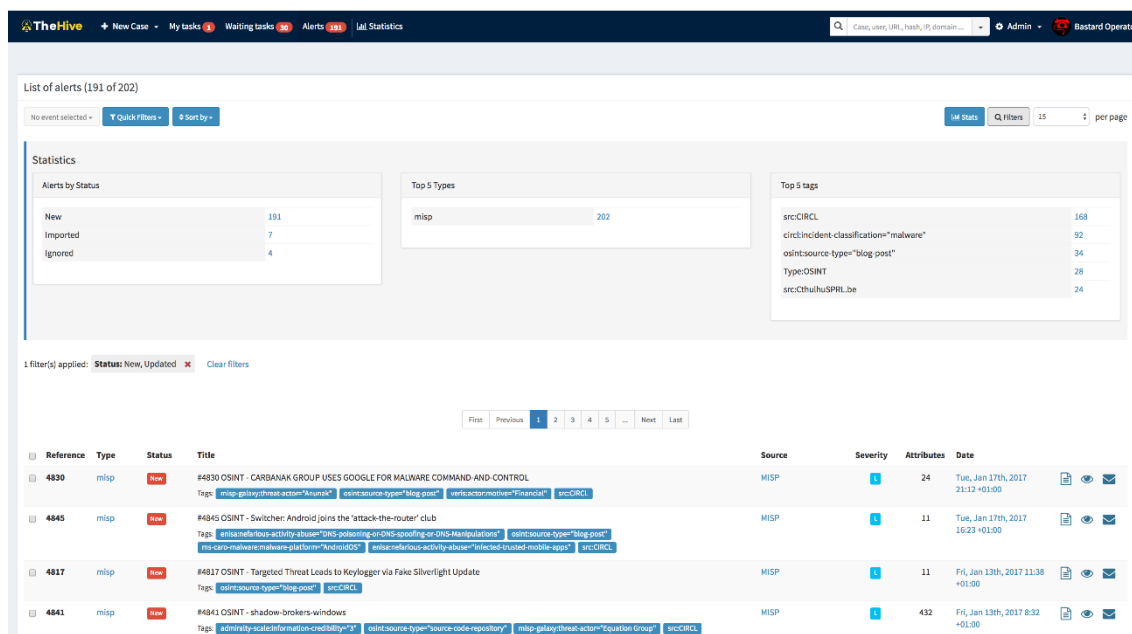 TheHive + New Case My tasks 1 Waiting tasks 30 Alerts 191 Statistics Case, user, URL, hash, IP, domain ... Admin Bastard Operato
List of alerts (191 of 202)
No event selected Quick Filters Sort by Stats Filters 15 per page
Statistics
Alerts by Status Top 5 Types Top 5 tags
New 191 misp 202 src:CIRCL 168
Imported 7 circl:incident-classification="malware" 92
Ignored 4 osint:source-type="blog-post" 34
Type:OSINT 28
src:CthulhuSPRL.be 24
1 filter(s) applied: Status: New, Updated Clear filters
First Previous 1 2 3 4 5 ... Next Last
Reference Type Status Title Source Severity Attributes Date
4830 misp New #4830 OSINT - CARBANAK GROUP USES GOOGLE FOR MALWARE COMMAND-AND-CONTROL MISP L 24 Tue, Jan 17th, 2017 21:12 +01:00
Tags: misp-galaxy:threat-actor="Anunak" osint:source-type="blog-post" veris:actor:motive="Financial" src:CIRCL
4845 misp New #4845 OSINT - Switcher: Android joins the 'attack-the-router' club MISP L 11 Tue, Jan 17th, 2017 16:23 +01:00
Tags: enisa:nefarious-activity-abuse="DNS-poisoning-or-DNS-spoofing-or-DNS-Manipulations" osint:source-type="blog-post"
ms-caro-malware:malware-platform="AndroidOS" enisa:nefarious-activity-abuse="infected-trusted-mobile-apps" src:CIRCL
4817 misp New #4817 OSINT - Targeted Threat Leads to Keylogger via Fake Silverlight Update MISP L 11 Fri, Jan 13th, 2017 11:38 +01:00
Tags: osint:source-type="blog-post" src:CIRCL
4841 misp New #4841 OSINT - shadow-brokers-windows MISP L 432 Fri, Jan 13th, 2017 8:32 +01:00
Tags: admiralty-scale:information-credibility="3" osint:source-type="source-code-repository" misp-galaxy:threat-actor="Equation Group" src:CIRCL